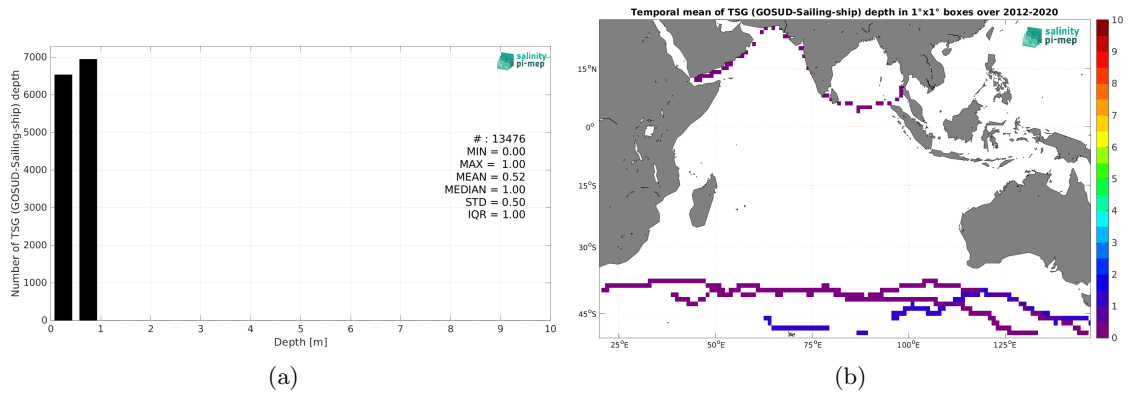 7000
6000
5000
4000
3000
2000
1000
0
Number of TSG (GOSUD-Sailing-ship) depth
salinity
pi-mep
# : 13476
MIN = 0.00
MAX = 1.00
MEAN = 0.52
MEDIAN = 1.00
STD = 0.50
IQR = 1.00
0 1 2 3 4 5 6 7 8 9 10
Depth [m]
(a)
Temporal mean of TSG (GOSUD-Sailing-ship) depth in 1°x1° boxes over 2012-2020
salinity
pi-mep
15°N
0°
15°S
30°S
45°S
25°E 50°E 75°E 100°E 125°E
10
9
8
7
6
5
4
3
2
1
0
(b)